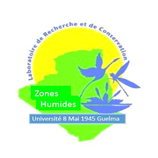 Laboratoire de Recherche et de Conservation
Zones
Humides
Université 8 Mai 1945 Guelma